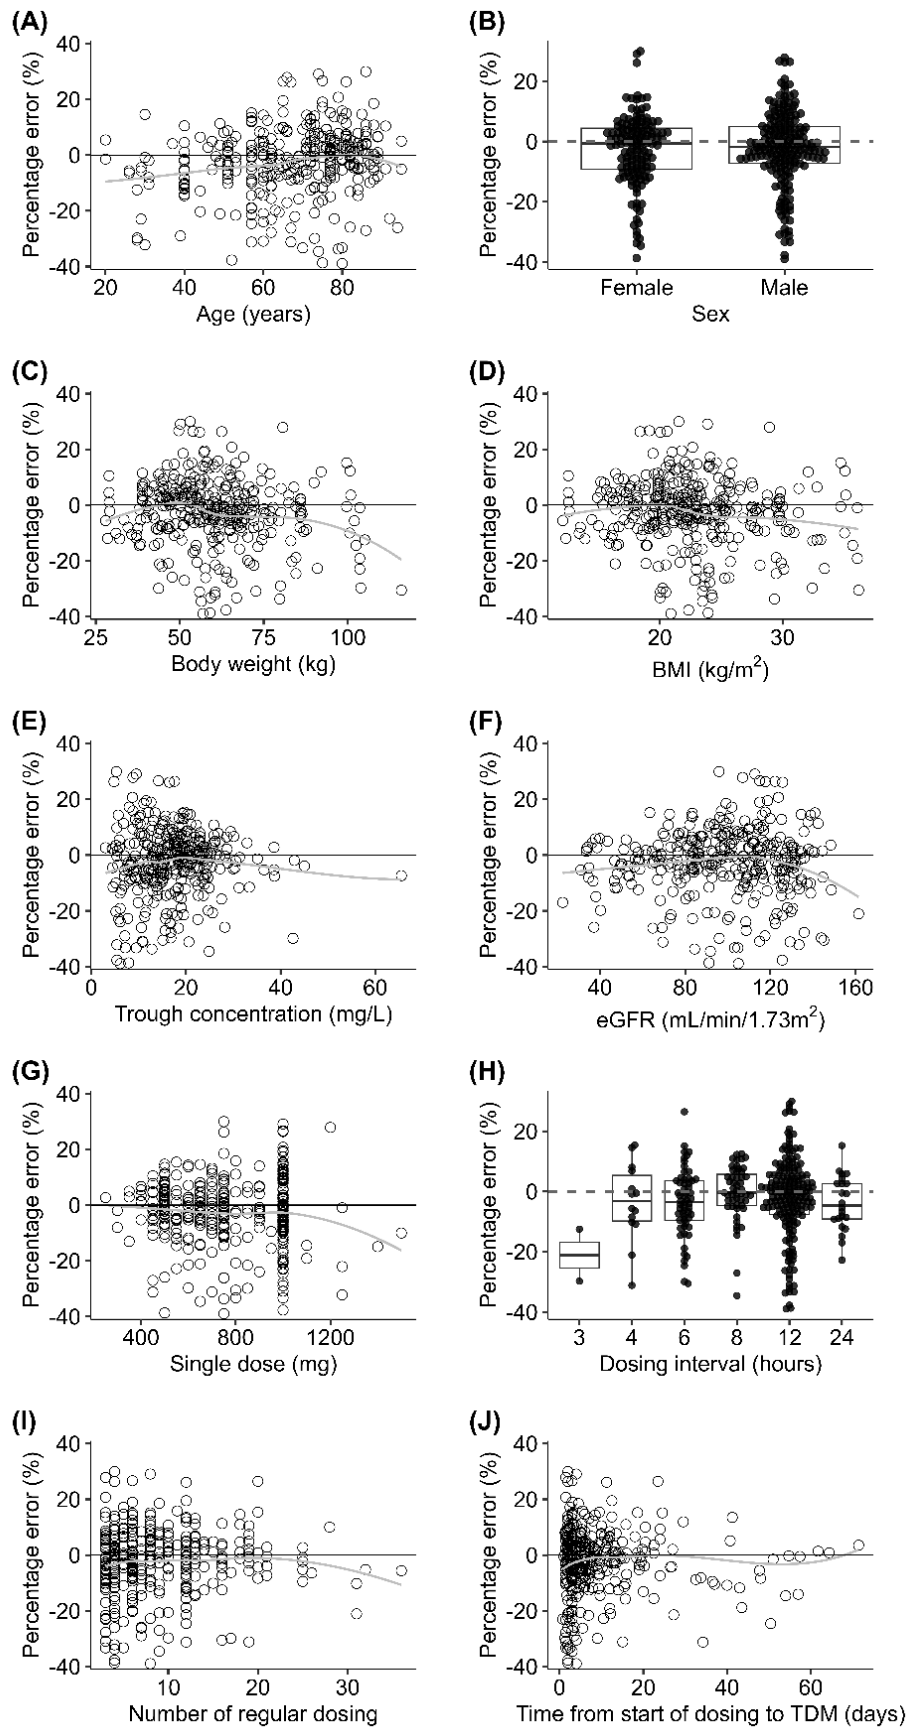 (A)
Percentage error (%)
40
20
0
-20
-40
20 40 60 80
Age (years)
(B)
Percentage error (%)
20
0
-20
-40
Female Male
Sex
(C)
Percentage error (%)
40
20
0
-20
-40
25 50 75 100
Body weight (kg)
(D)
Percentage error (%)
40
20
0
-20
-40
20 30
BMI (kg/m²)
(E)
Percentage error (%)
40
20
0
-20
-40
0 20 40 60
Trough concentration (mg/L)
(F)
Percentage error (%)
40
20
0
-20
-40
40 80 120 160
eGFR (mL/min/1.73m²)
(G)
Percentage error (%)
40
20
0
-20
-40
400 800 1200
Single dose (mg)
(H)
Percentage error (%)
20
0
-20
-40
3 4 6 8 12 24
Dosing interval (hours)
(I)
Percentage error (%)
40
20
0
-20
-40
10 20 30
Number of regular dosing
(J)
Percentage error (%)
40
20
0
-20
-40
0 20 40 60
Time from start of dosing to TDM (days)